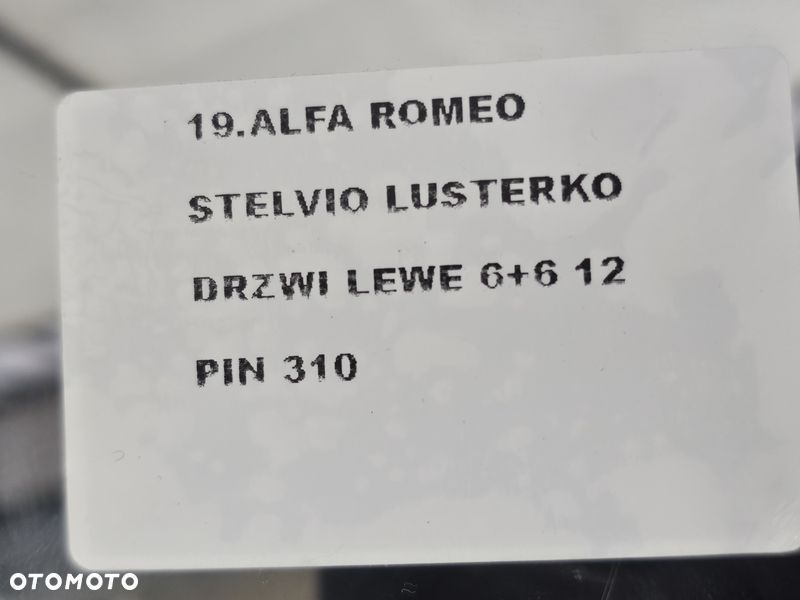 19.ALFA ROMEO
STELVIO LUSTERKO
DRZWI LEWE 6+6 12
PIN 310
OTOMOTO